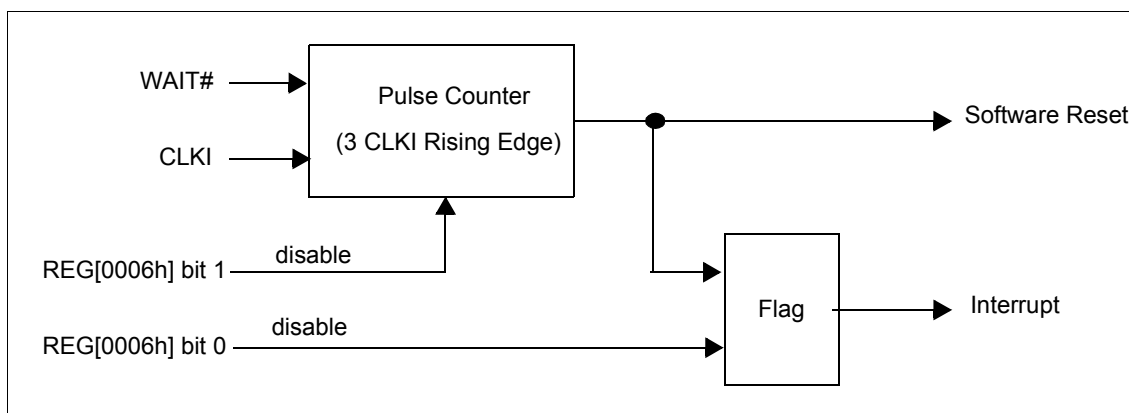 WAIT#
Pulse Counter
Software Reset
(3 CLKI Rising Edge)
CLKI
disable
REG[0006h] bit 1
Flag
Interrupt
disable
REG[0006h] bit 0